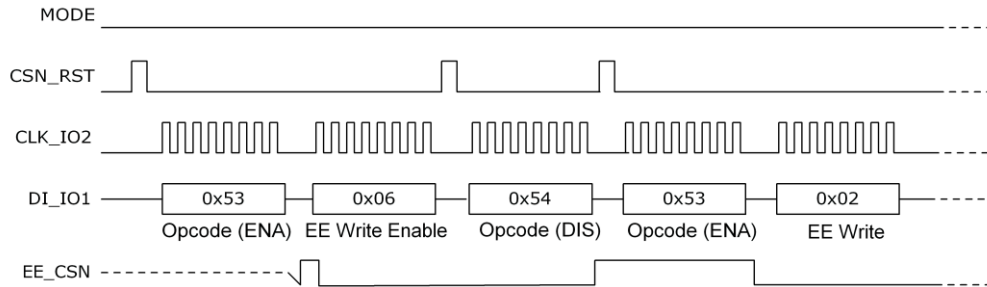 MODE
CSN_RST
CLK_IO2
DI_IO1 0x53 0x06 0x54 0x53 0x02
Opcode (ENA) EE Write Enable Opcode (DIS) Opcode (ENA) EE Write
EE_CSN